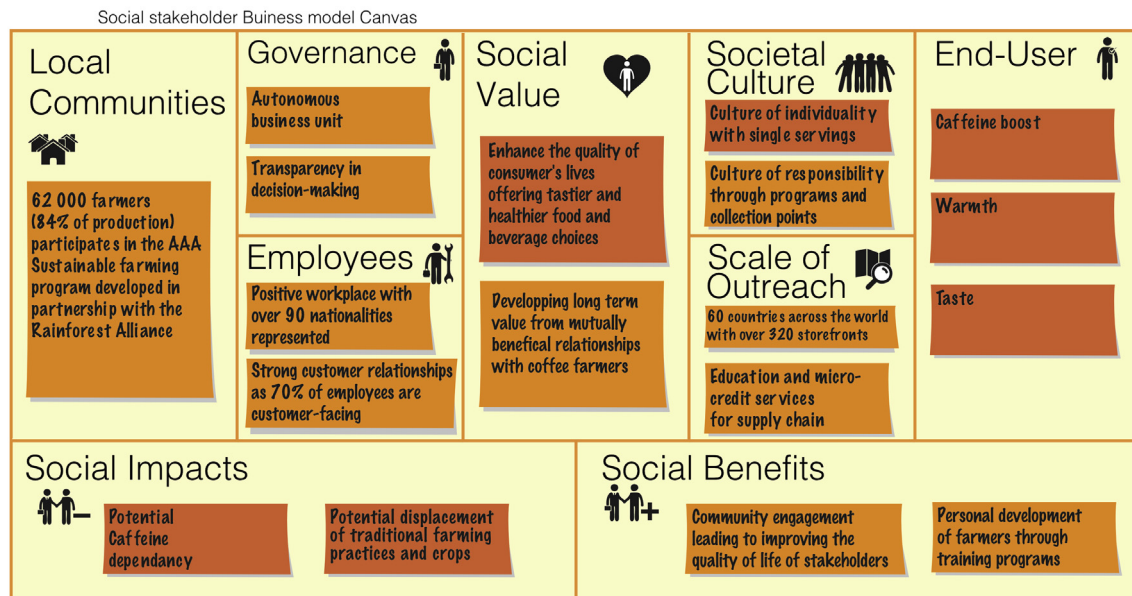 Social stakeholder Buiness model Canvas
Local
Communities
62 000 farmers
(84% of production)
participates in the AAA
Sustainable farming
program developed in
partnership with the
Rainforest Alliance
Governance
Autonomous
business unit
Transparency in
decision-making
Employees
Positive workplace with
over 90 nationalities
represented
Strong customer relationships
as 70% of employees are
customer-facing
Social
Value
Enhance the quality of
consumer's lives
offering tastier and
healthier food and
beverage choices
Developping long term
value from mutually
benefical relationships
with coffee farmers
Societal
Culture
Culture of individuality
with single servings
Culture of responsibility
through programs and
collection points
Scale of
Outreach
60 countries across the world
with over 320 storefronts
Education and micro-
credit services
for supply chain
End-User
Caffeine boost
Warmth
Taste
Social Impacts
Potential
Caffeine
dependancy
Potential displacement
of traditional farming
practices and crops
Social Benefits
Community engagement
leading to improving the
quality of life of stakeholders
Personal development
of farmers through
training programs